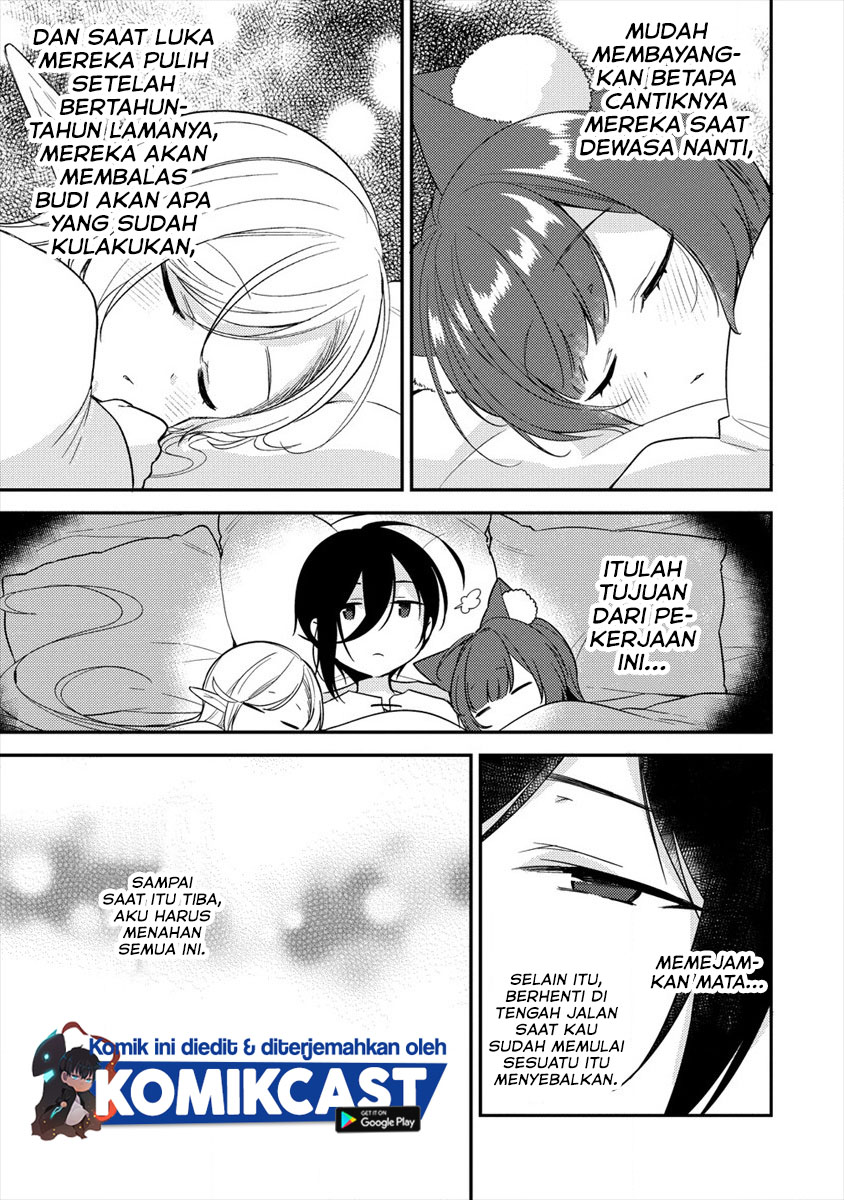 MUDAH
MEMBAYANG-
KAN BETAPA
CANTIKNYA
MEREKA SAAT
DEWASA NANTI,
DAN SAAT LUKA
MEREKA PULIH
SETELAH
BERTAHUN-
TAHUN LAMANYA,
MEREKA AKAN
MEMBALAS
BUDI AKAN APA
YANG SUDAH
KULAKUKAN,
ITULAH
TUJUAN
DARI PE-
KERJAAN
INI...
MEMEJAM-
KAN MATA...
SELAIN ITU,
BERHENTI DI
TENGAH JALAN
SAAT KAU
SUDAH MEMULAI
SESUATU ITU
MENYEBALKAN.
SAMPAI
SAAT ITU TIBA,
AKU HARUS
MENAHAN
SEMUA INI.
Komik ini diedit & diterjemahkan oleh
KOMIKCAST
GET IT ON
Google Play